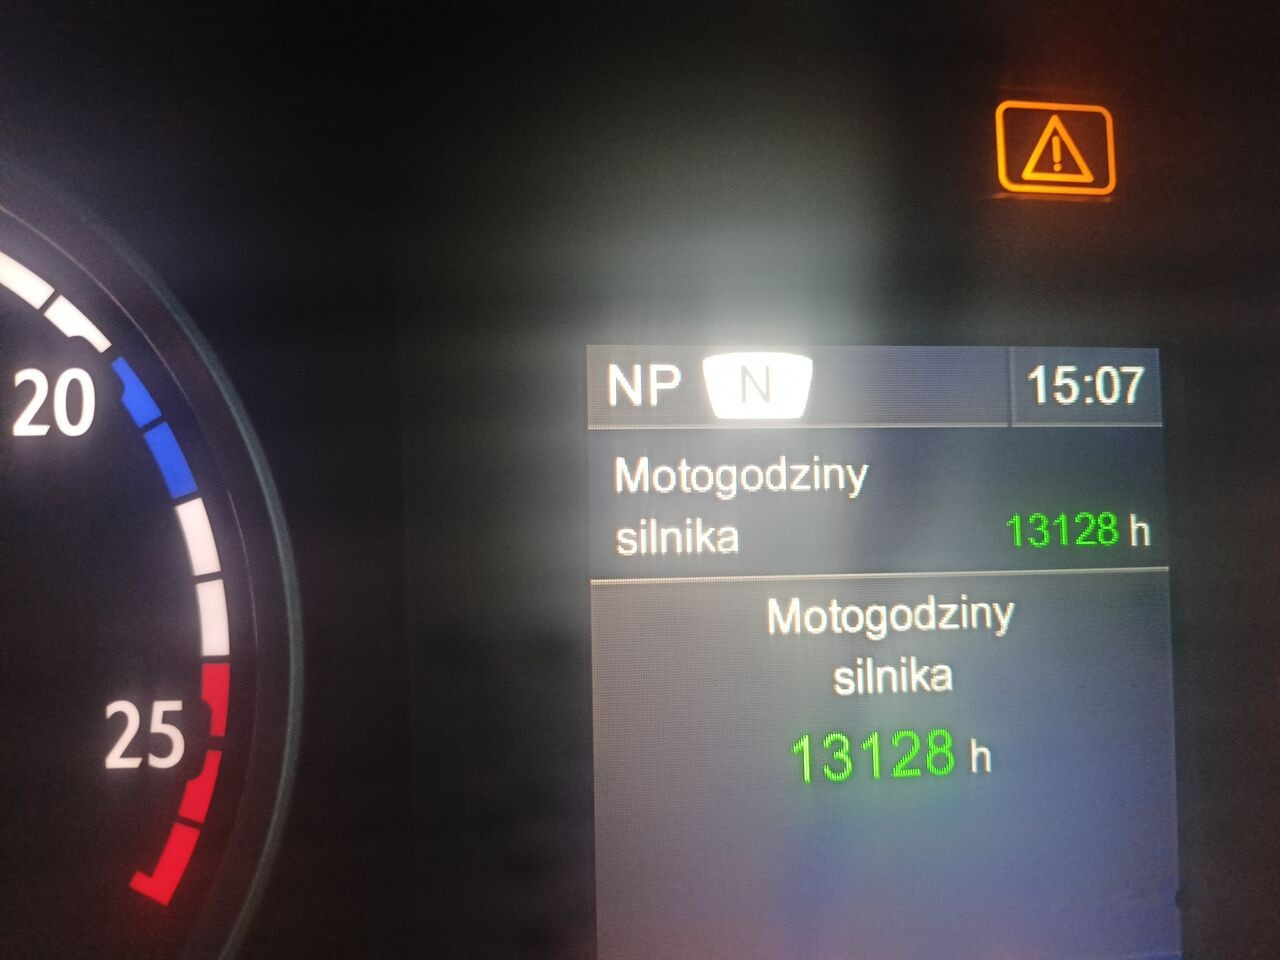 20
25
NP N 15:07
Motogodziny
silnika 13128 h
Motogodziny
silnika
13128 h